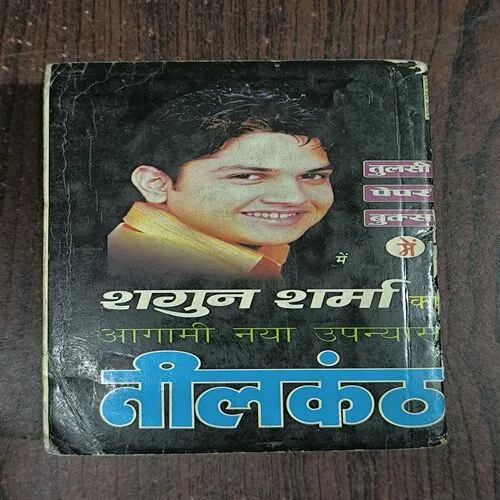 तुलसी
पेपर
बुक्स
में
में
शगुन शर्मा का
आगामी नया उपन्यास
नीलकंठ